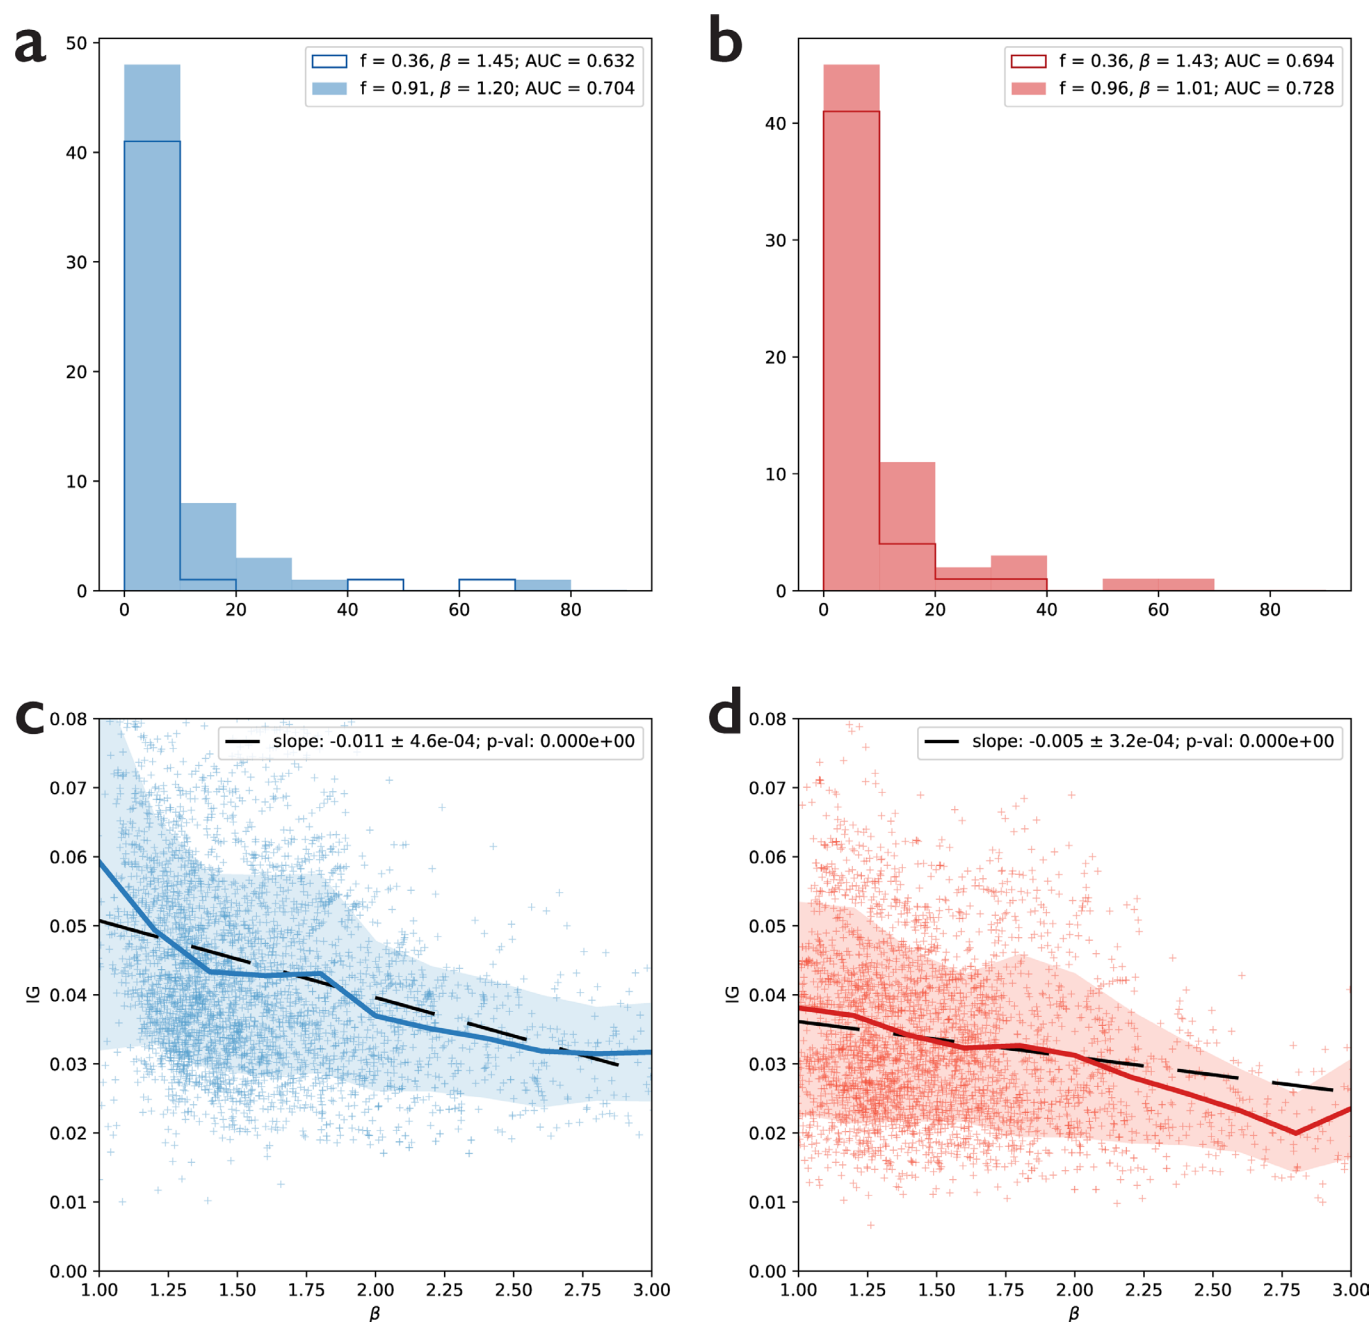 a
50
40
30
20
10
0
0 20 40 60 80
f = 0.36, β = 1.45; AUC = 0.632
f = 0.91, β = 1.20; AUC = 0.704
b
40
30
20
10
0
0 20 40 60 80
f = 0.36, β = 1.43; AUC = 0.694
f = 0.96, β = 1.01; AUC = 0.728
c
0.08
0.07
0.06
0.05
0.04
0.03
0.02
0.01
0.00
IG
slope: -0.011 ± 4.6e-04; p-val: 0.000e+00
1.00 1.25 1.50 1.75 2.00 2.25 2.50 2.75 3.00
β
d
0.08
0.07
0.06
0.05
0.04
0.03
0.02
0.01
0.00
IG
slope: -0.005 ± 3.2e-04; p-val: 0.000e+00
1.00 1.25 1.50 1.75 2.00 2.25 2.50 2.75 3.00
β